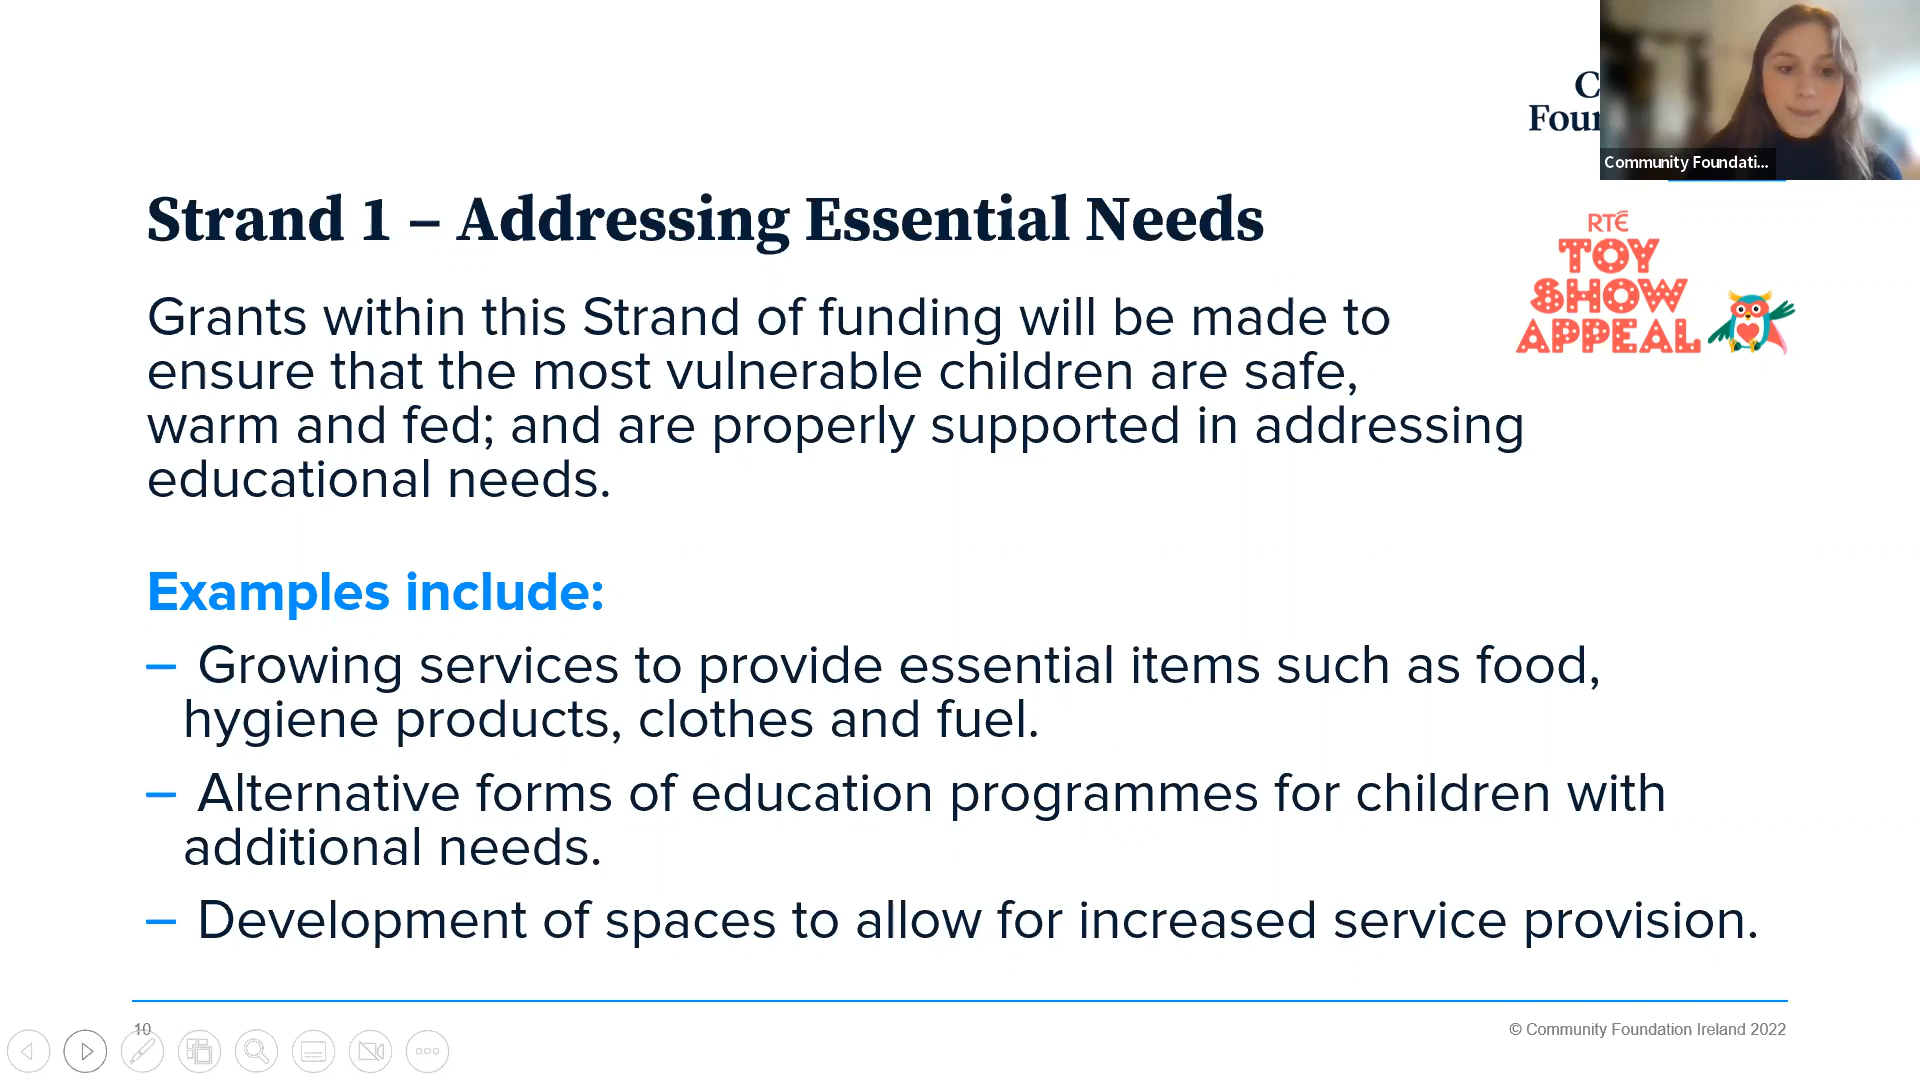 C
Foun
Community Foundati...
Strand 1 – Addressing Essential Needs
RTÉ
TOY
SHOW
APPEAL
Grants within this Strand of funding will be made to
ensure that the most vulnerable children are safe,
warm and fed; and are properly supported in addressing
educational needs.
Examples include:
– Growing services to provide essential items such as food,
hygiene products, clothes and fuel.
– Alternative forms of education programmes for children with
additional needs.
– Development of spaces to allow for increased service provision.
10
© Community Foundation Ireland 2022